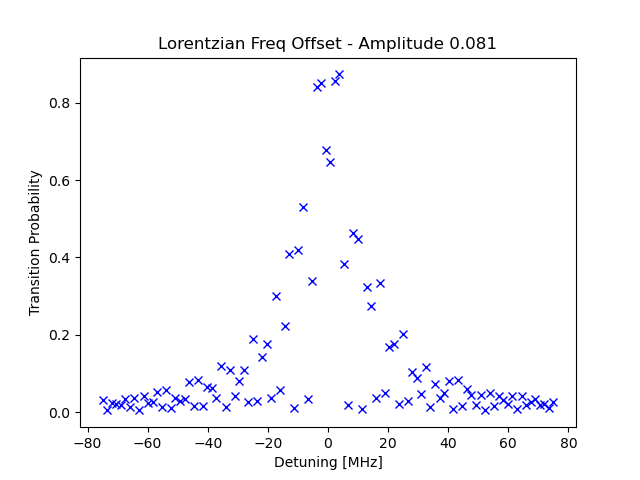 Lorentzian Freq Offset - Amplitude 0.081
Transition Probability
0.8
0.6
0.4
0.2
0.0
−80 −60 −40 −20 0 20 40 60 80
Detuning [MHz]